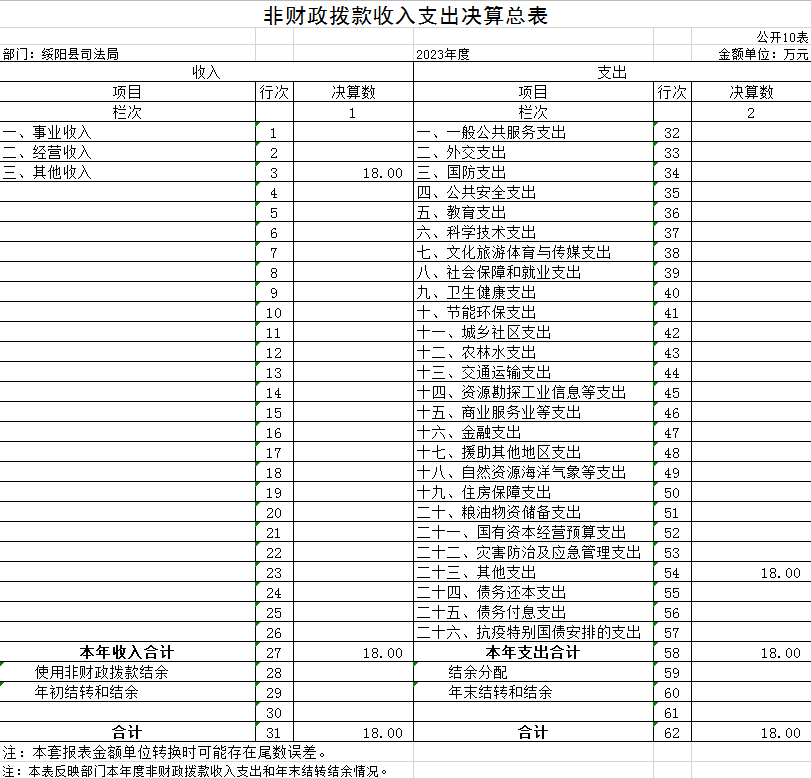 非财政拨款收入支出决算总表
公开10表
部门：绥阳县司法局 2023年度 金额单位：万元
收入 支出
项目 行次 决算数 项目 行次 决算数
栏次 1 栏次 2
一、事业收入 1 一、一般公共服务支出 32
二、经营收入 2 二、外交支出 33
三、其他收入 3 18.00 三、国防支出 34
4 四、公共安全支出 35
5 五、教育支出 36
6 六、科学技术支出 37
7 七、文化旅游体育与传媒支出 38
8 八、社会保障和就业支出 39
9 九、卫生健康支出 40
10 十、节能环保支出 41
11 十一、城乡社区支出 42
12 十二、农林水支出 43
13 十三、交通运输支出 44
14 十四、资源勘探工业信息等支出 45
15 十五、商业服务业等支出 46
16 十六、金融支出 47
17 十七、援助其他地区支出 48
18 十八、自然资源海洋气象等支出 49
19 十九、住房保障支出 50
20 二十、粮油物资储备支出 51
21 二十一、国有资本经营预算支出 52
22 二十二、灾害防治及应急管理支出 53
23 二十三、其他支出 54 18.00
24 二十四、债务还本支出 55
25 二十五、债务付息支出 56
26 二十六、抗疫特别国债安排的支出 57
本年收入合计 27 18.00 本年支出合计 58 18.00
使用非财政拨款结余 28 结余分配 59
年初结转和结余 29 年末结转和结余 60
30 61
合计 31 18.00 合计 62 18.00
注：本套报表金额单位转换时可能存在尾数误差。
注：本表反映部门本年度非财政拨款收入支出和年末结转结余情况。